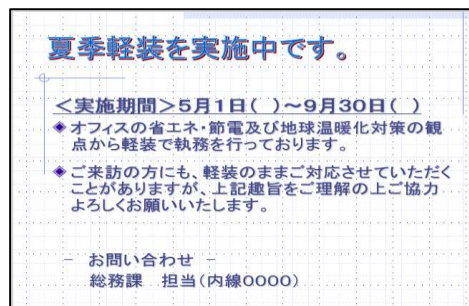 夏季軽装を実施中です。
＜実施期間＞5月1日( )～9月30日( )
◆オフィスの省エネ・節電及び地球温暖化対策の観
点から軽装で執務を行っております。
◆ご来訪の方にも、軽装のままご対応させていただく
ことがありますが、上記趣旨をご理解の上ご協力
よろしくお願いいたします。
－ お問い合わせ －
総務課 担当(内線0000)